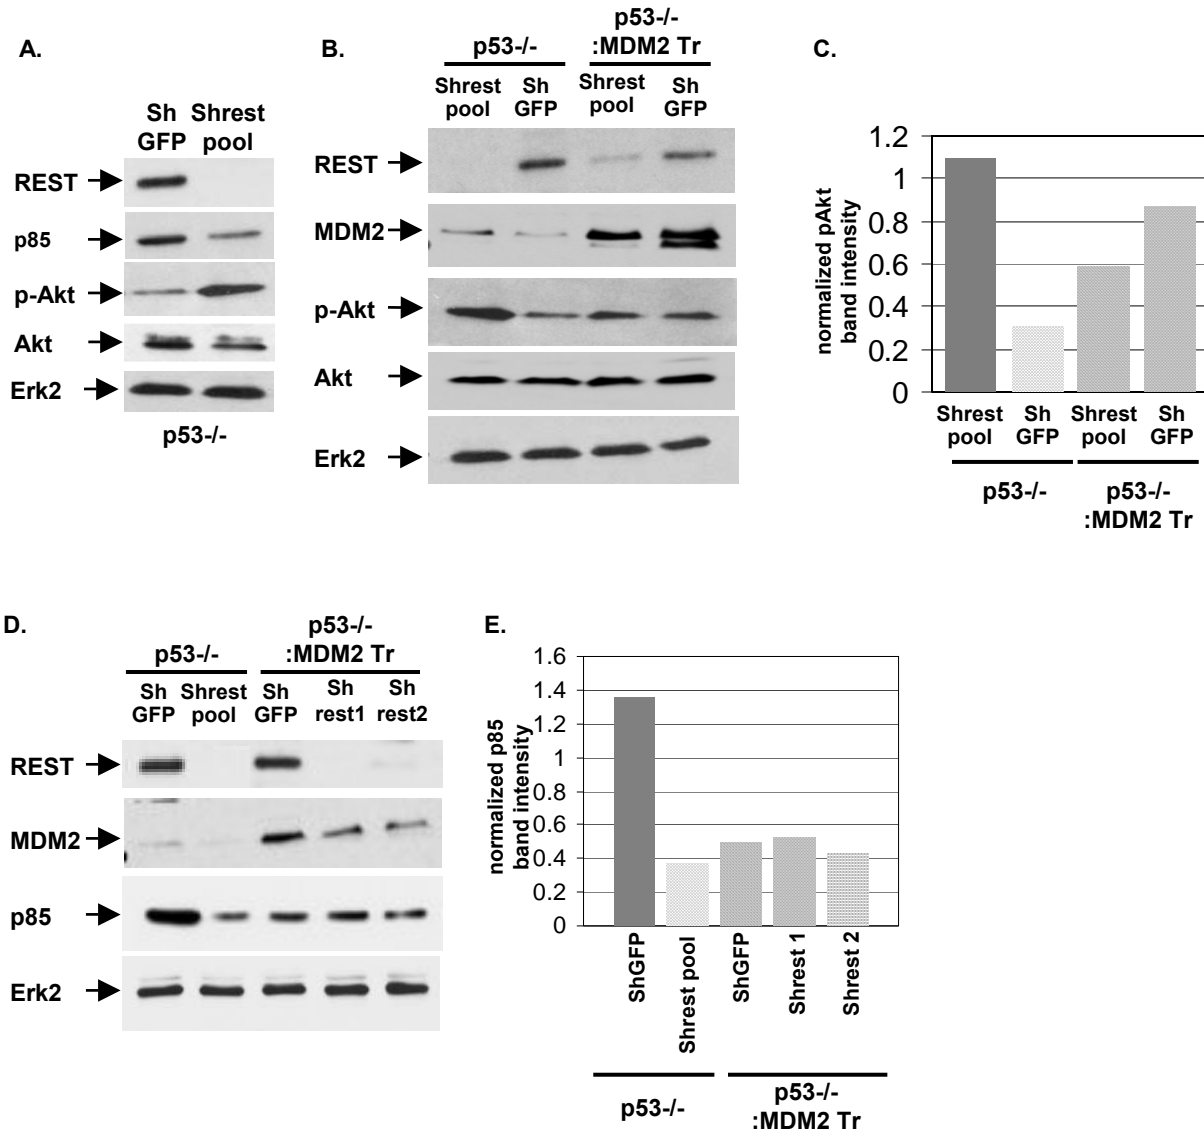 A.
Sh Shrest
GFP pool
REST
p85
p-Akt
Akt
Erk2
p53-/-
B.
p53-/-
p53-/-
:MDM2 Tr
Shrest Sh Shrest Sh
pool GFP pool GFP
REST
MDM2
p-Akt
Akt
Erk2
C.
normalized pAkt
band intensity
1.2
1
0.8
0.6
0.4
0.2
0
Shrest Sh Shrest Sh
pool GFP pool GFP
p53-/- p53-/-
:MDM2 Tr
D.
p53-/-
p53-/-
:MDM2 Tr
Sh Shrest Sh Sh Sh
GFP pool GFP rest1 rest2
REST
MDM2
p85
Erk2
E.
normalized p85
band intensity
1.6
1.4
1.2
1
0.8
0.6
0.4
0.2
0
ShGFP
Shrest pool
ShGFP
Shrest 1
Shrest 2
p53-/- p53-/-
:MDM2 Tr